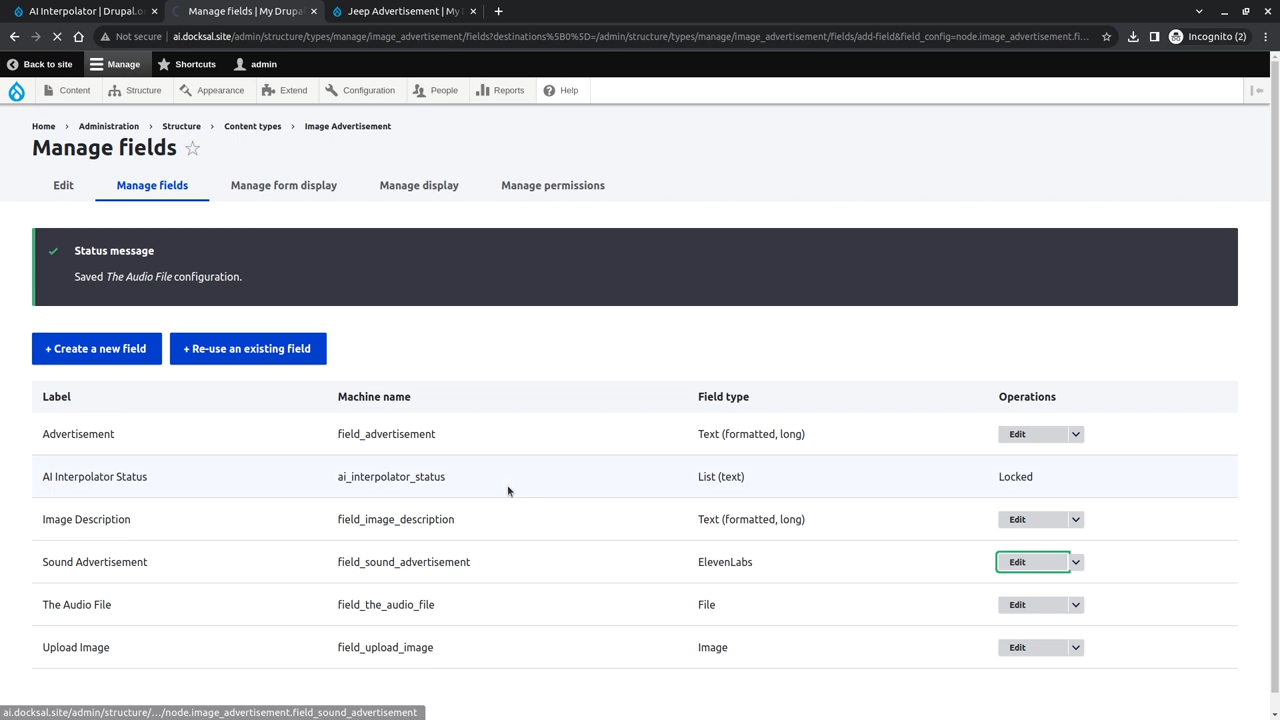 AI Interpolator | Drupal.or
Manage fields | My Drupal
Jeep Advertisement | My D
Not secure
ai.docksal.site/admin/structure/types/manage/image_advertisement/fields?destinations%5B0%5D=/admin/structure/types/manage/image_advertisement/fields/add-field&field_config=node.image_advertisement.fi...
Incognito (2)
Back to site
Manage
Shortcuts
admin
Content
Structure
Appearance
Extend
Configuration
People
Reports
Help
Home > Administration > Structure > Content types > Image Advertisement
Manage fields
Edit
Manage fields
Manage form display
Manage display
Manage permissions
Status message
Saved The Audio File configuration.
+ Create a new field
+ Re-use an existing field
Label Machine name Field type Operations
Advertisement field_advertisement Text (formatted, long) Edit
AI Interpolator Status ai_interpolator_status List (text) Locked
Image Description field_image_description Text (formatted, long) Edit
Sound Advertisement field_sound_advertisement ElevenLabs Edit
The Audio File field_the_audio_file File Edit
Upload Image field_upload_image Image Edit
ai.docksal.site/admin/structure/.../node.image_advertisement.field_sound_advertisement